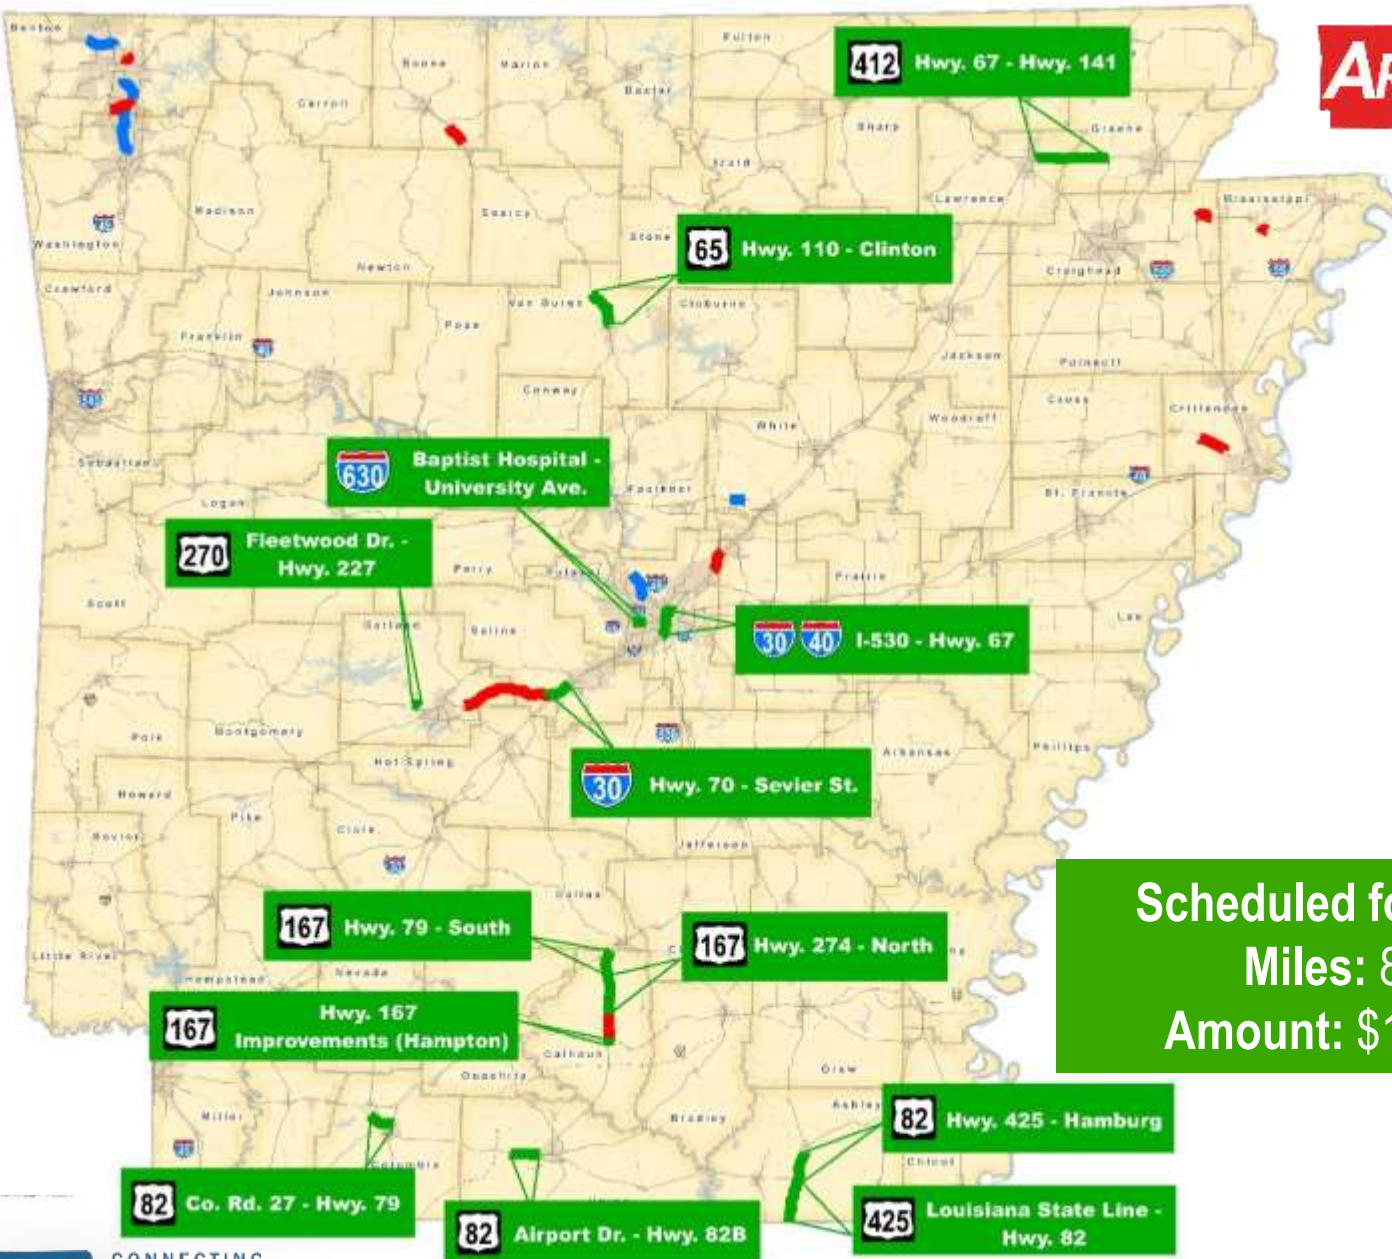 Benton
Boone
Marion
Fulton
412 Hwy. 67 - Hwy. 141
Baxter
Carroll
Sharp
Greene
Izard
Madison
Searcy
Lawrence
Mississippi
Washington
Stone
65 Hwy. 110 - Clinton
Newton
Craighead
Crawford
Johnson
Van Buren
Cleburne
Franklin
Pope
Jackson
Poinsett
Conway
Cross
Crittenden
White
Woodruff
630 Baptist Hospital -
University Ave.
Sebastian
Faulkner
St. Francis
Logan
270 Fleetwood Dr. -
Hwy. 227
Perry
Pulaski
Prairie
Scott
Garland
Saline
Lee
30 40 I-530 - Hwy. 67
Polk
Montgomery
Hot Spring
Arkansas
Phillips
30 Hwy. 70 - Sevier St.
Howard
Pike
Clark
Sevier
Jefferson
Dallas
167 Hwy. 79 - South
167 Hwy. 274 - North
Little River
Hempstead
Nevada
167 Hwy. 167
Improvements (Hampton)
Calhoun
Ouachita
Drew
Scheduled fo
Miles: 8
Amount: $1
Miller
Bradley
Ashley
82 Hwy. 425 - Hamburg
Columbia
Chicot
82 Co. Rd. 27 - Hwy. 79
82 Airport Dr. - Hwy. 82B
425 Louisiana State Line -
Hwy. 82
CONNECTING